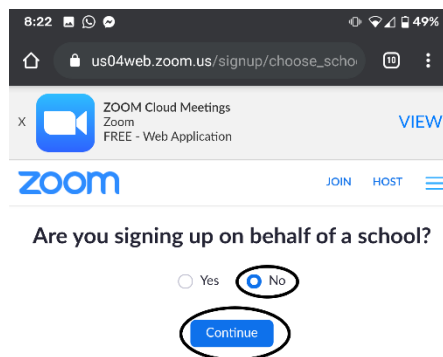 8:22 49%
us04web.zoom.us/signup/choose_scho 10
ZOOM Cloud Meetings
X Zoom VIEW
FREE - Web Application
zoom JOIN HOST
Are you signing up on behalf of a school?
Yes No
Continue